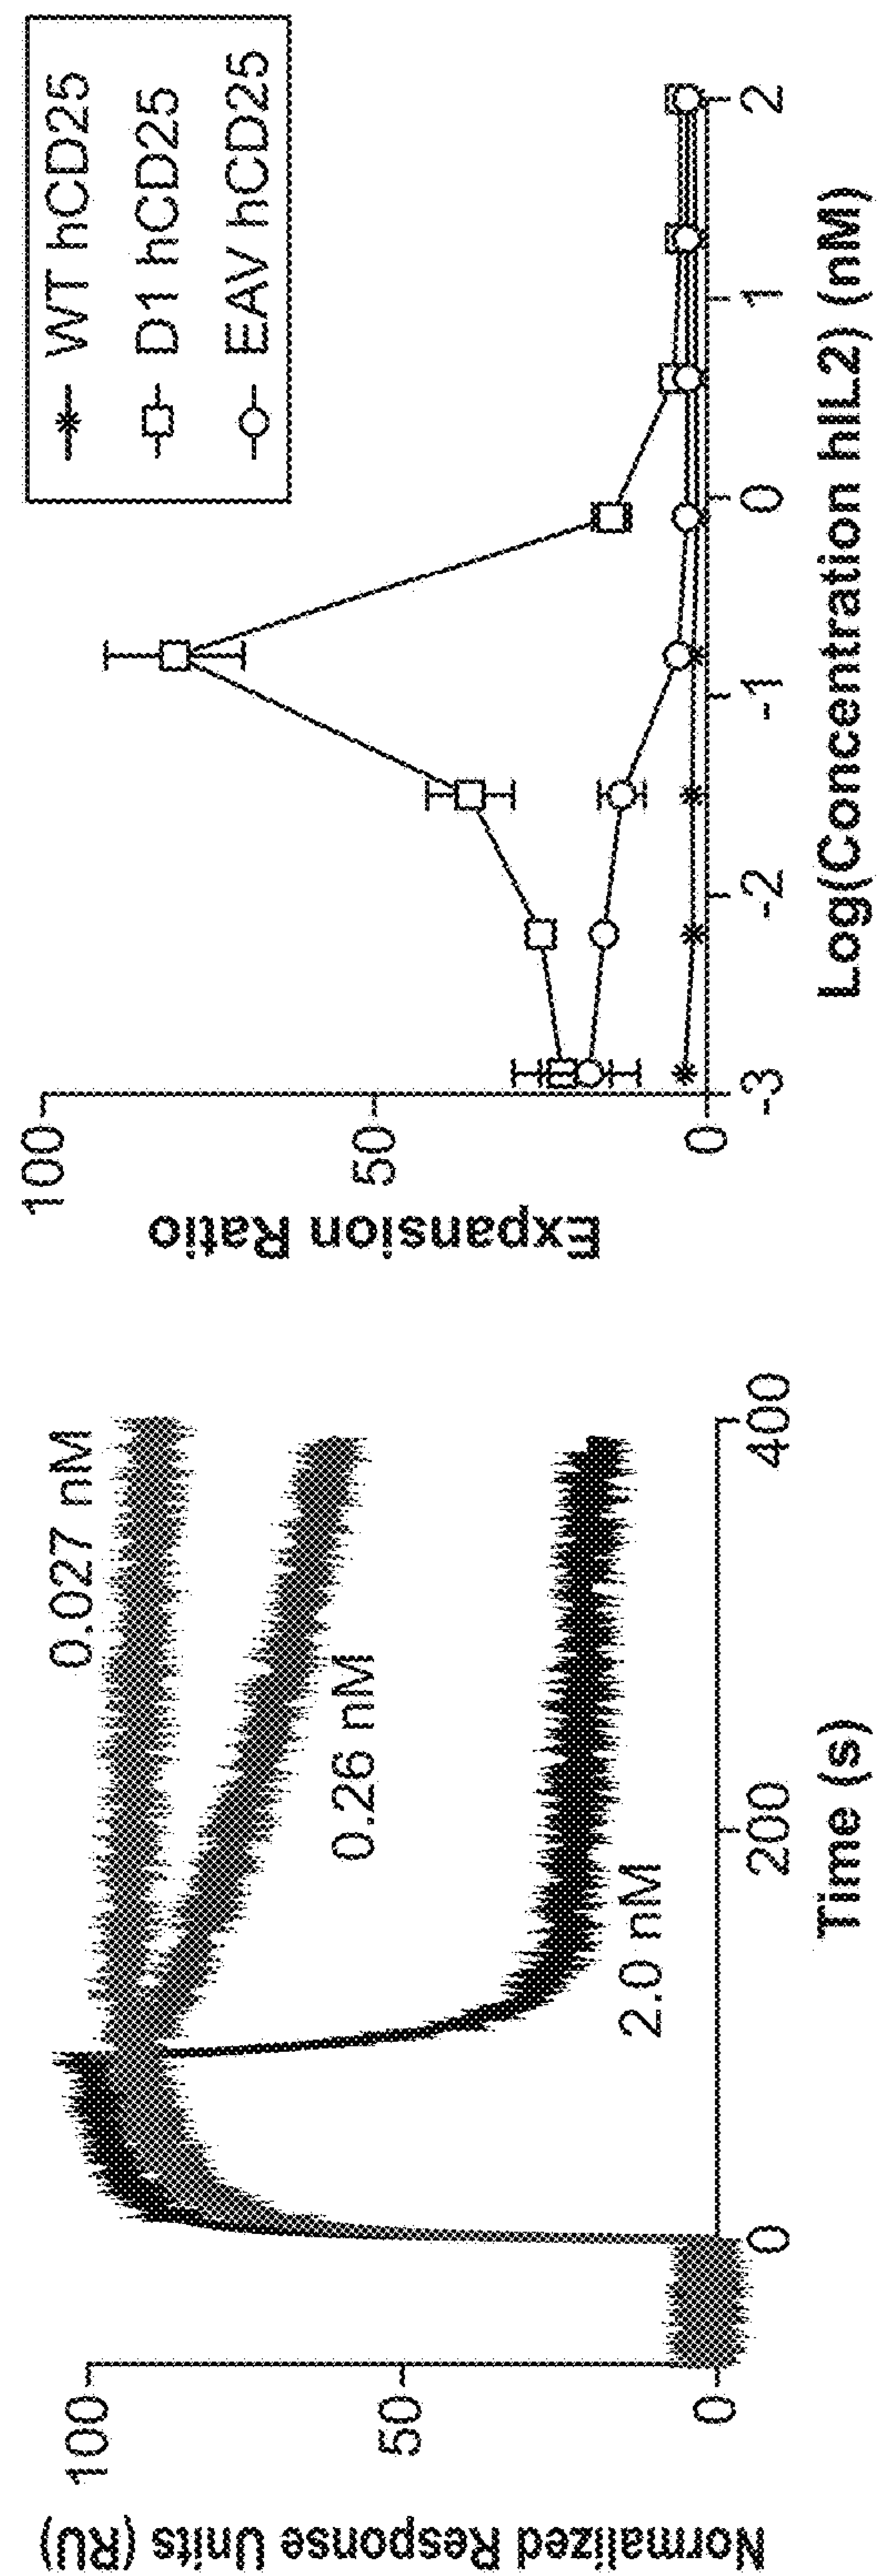 Normalized Response Units (RU)
100
50
0
0.027 nM
0.26 nM
2.0 nM
0
200
400
Time (s)
Expansion Ratio
100
50
0
WT hCD25
D1 hCD25
EAV hCD25
-3
-2
-1
0
1
2
Log(Concentration hIL2) (nM)